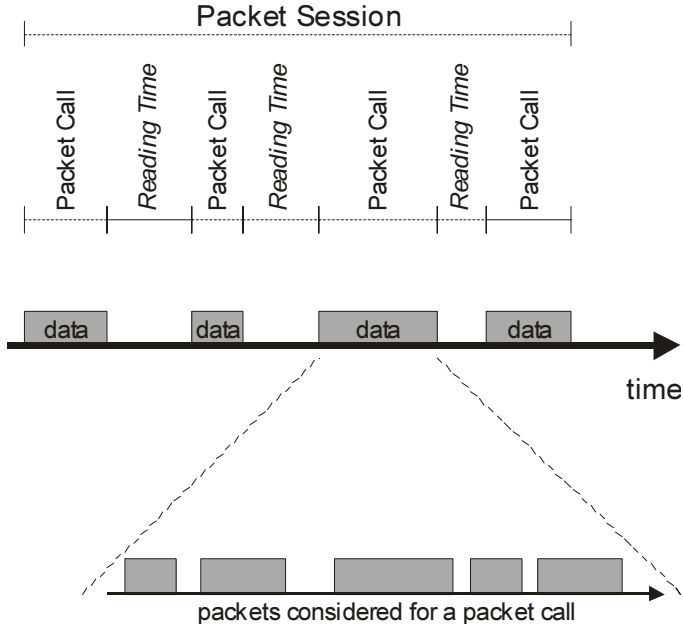 Packet Session
Packet Call
Reading Time
Packet Call
Reading Time
Packet Call
Reading Time
Packet Call
data
data
data
data
time
packets considered for a packet call